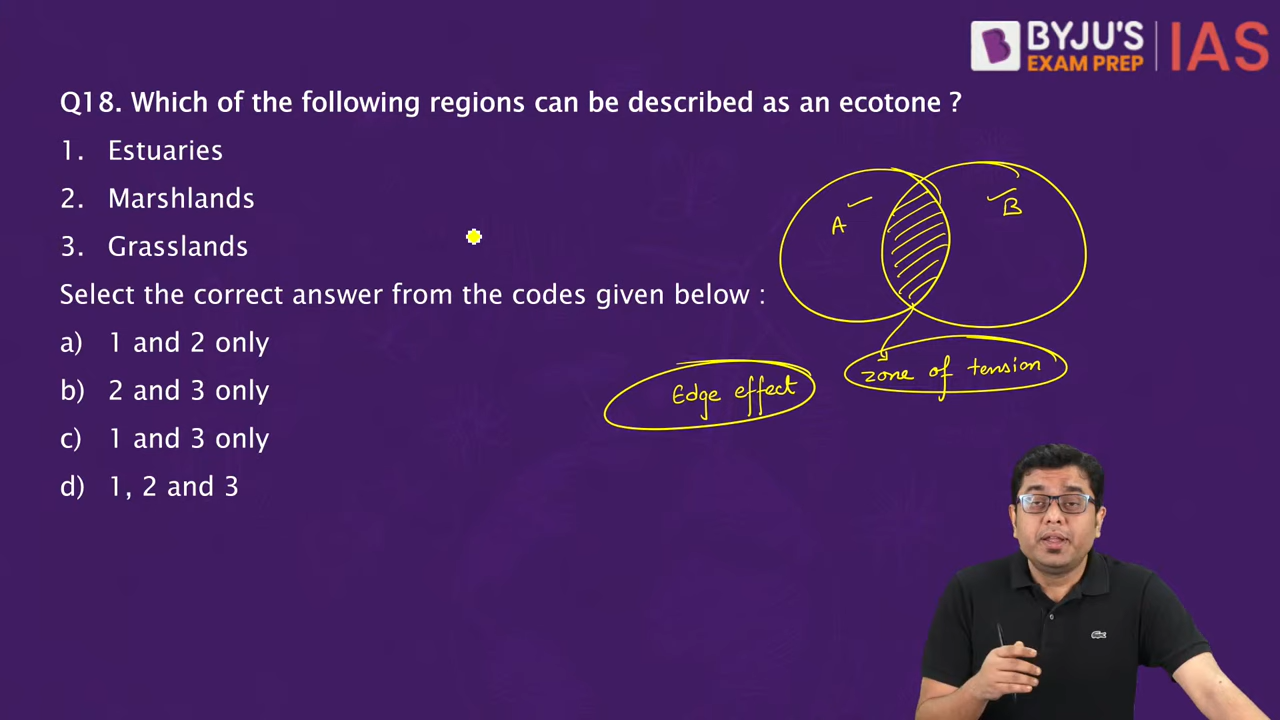 BYJU'S
EXAM PREP
IAS
Q18. Which of the following regions can be described as an ecotone ?
1. Estuaries
2. Marshlands
3. Grasslands
Select the correct answer from the codes given below :
a) 1 and 2 only
b) 2 and 3 only
c) 1 and 3 only
d) 1, 2 and 3
A
B
zone of tension
Edge effect